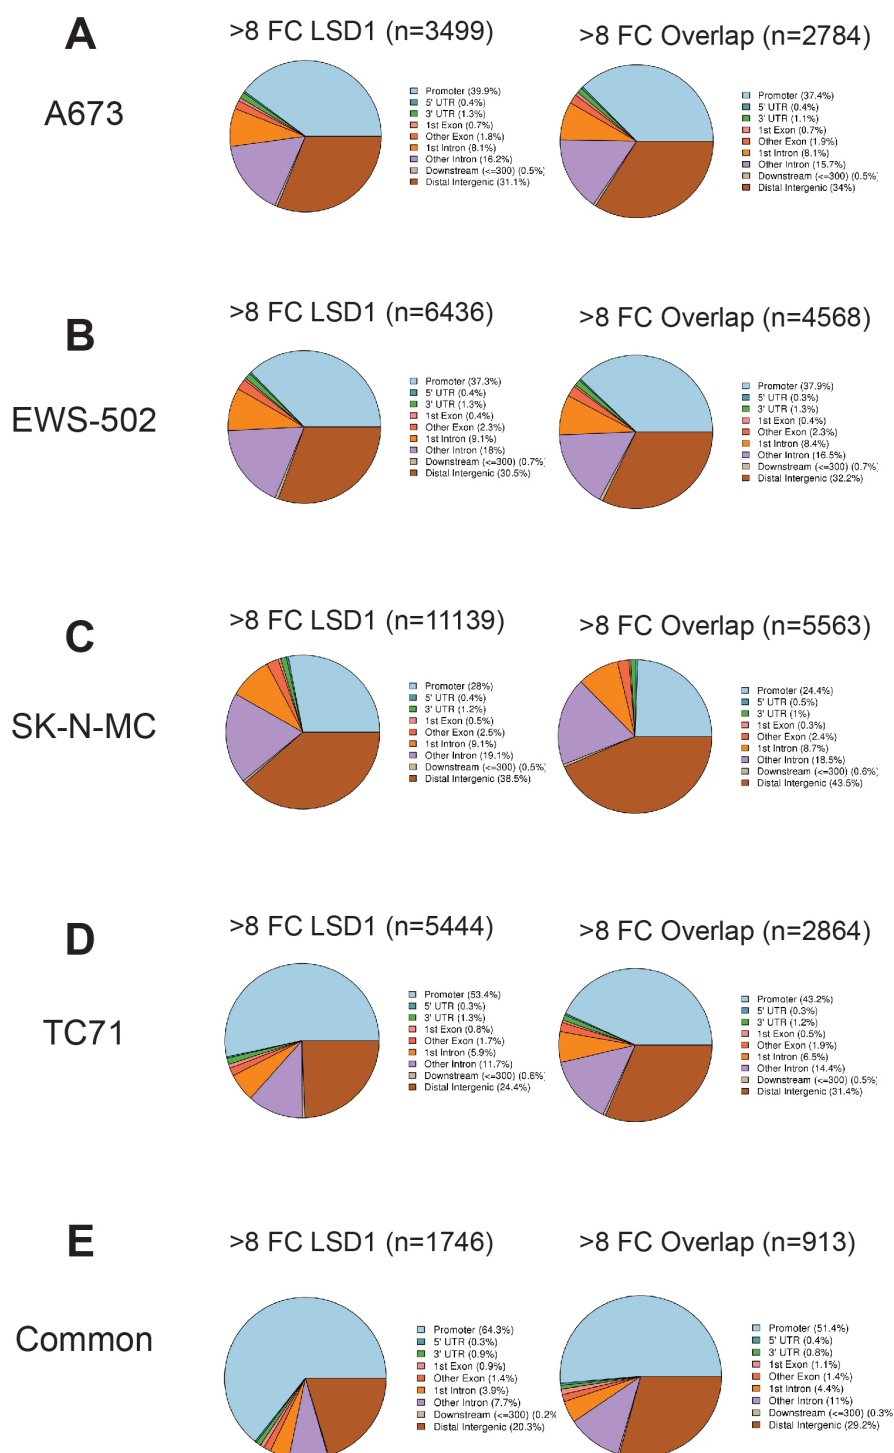 A
A673
>8 FC LSD1 (n=3499)
Promoter (39.9%)
5' UTR (0.4%)
3' UTR (1.3%)
1st Exon (0.7%)
Other Exon (1.8%)
1st Intron (8.1%)
Other Intron (16.2%)
Downstream (<=300) (0.5%)
Distal Intergenic (31.1%)
>8 FC Overlap (n=2784)
Promoter (37.4%)
5' UTR (0.4%)
3' UTR (1.1%)
1st Exon (0.7%)
Other Exon (1.9%)
1st Intron (8.1%)
Other Intron (15.7%)
Downstream (<=300) (0.5%)
Distal Intergenic (34%)
B
EWS-502
>8 FC LSD1 (n=6436)
Promoter (37.3%)
5' UTR (0.4%)
3' UTR (1.3%)
1st Exon (0.4%)
Other Exon (2.3%)
1st Intron (9.1%)
Other Intron (18%)
Downstream (<=300) (0.7%)
Distal Intergenic (30.5%)
>8 FC Overlap (n=4568)
Promoter (37.9%)
5' UTR (0.3%)
3' UTR (1.3%)
1st Exon (0.4%)
Other Exon (2.3%)
1st Intron (8.4%)
Other Intron (16.5%)
Downstream (<=300) (0.7%)
Distal Intergenic (32.2%)
C
SK-N-MC
>8 FC LSD1 (n=11139)
Promoter (28%)
5' UTR (0.4%)
3' UTR (1.2%)
1st Exon (0.5%)
Other Exon (2.5%)
1st Intron (9.1%)
Other Intron (19.1%)
Downstream (<=300) (0.5%)
Distal Intergenic (38.5%)
>8 FC Overlap (n=5563)
Promoter (24.4%)
5' UTR (0.5%)
3' UTR (1%)
1st Exon (0.3%)
Other Exon (2.4%)
1st Intron (8.7%)
Other Intron (18.5%)
Downstream (<=300) (0.6%)
Distal Intergenic (43.5%)
D
TC71
>8 FC LSD1 (n=5444)
Promoter (53.4%)
5' UTR (0.3%)
3' UTR (1.3%)
1st Exon (0.8%)
Other Exon (1.7%)
1st Intron (5.9%)
Other Intron (11.7%)
Downstream (<=300) (0.6%)
Distal Intergenic (24.4%)
>8 FC Overlap (n=2864)
Promoter (43.2%)
5' UTR (0.3%)
3' UTR (1.2%)
1st Exon (0.5%)
Other Exon (1.9%)
1st Intron (6.5%)
Other Intron (14.4%)
Downstream (<=300) (0.5%)
Distal Intergenic (31.4%)
E
Common
>8 FC LSD1 (n=1746)
Promoter (64.3%)
5' UTR (0.3%)
3' UTR (0.9%)
1st Exon (0.9%)
Other Exon (1.4%)
1st Intron (3.9%)
Other Intron (7.7%)
Downstream (<=300) (0.2%
Distal Intergenic (20.3%)
>8 FC Overlap (n=913)
Promoter (51.4%)
5' UTR (0.4%)
3' UTR (0.8%)
1st Exon (1.1%)
Other Exon (1.4%)
1st Intron (4.4%)
Other Intron (11%)
Downstream (<=300) (0.3%
Distal Intergenic (29.2%)